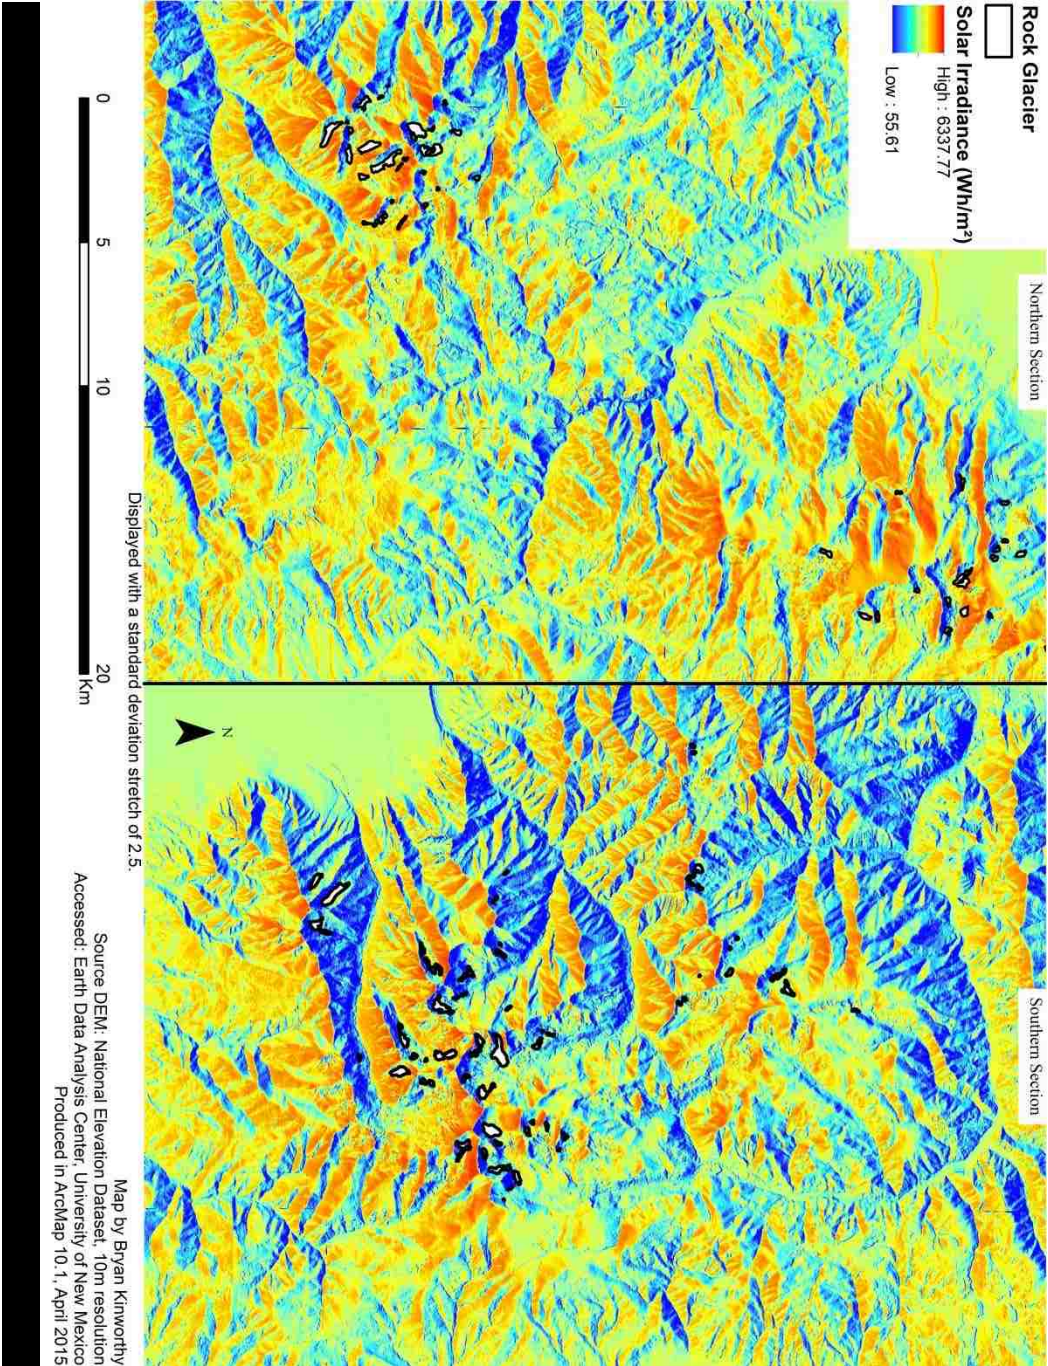 Rock Glacier
Solar Irradiance (Wh/m²)
High : 6337.77
Low : 55.61
Northern Section
Southern Section
N
0 5 10 20
Km
Displayed with a standard deviation stretch of 2.5.
Map by Bryan Kinworthy
Source DEM: National Elevation Dataset, 10m resolution
Accessed: Earth Data Analysis Center, University of New Mexico
Produced in ArcMap 10.1, April 2015